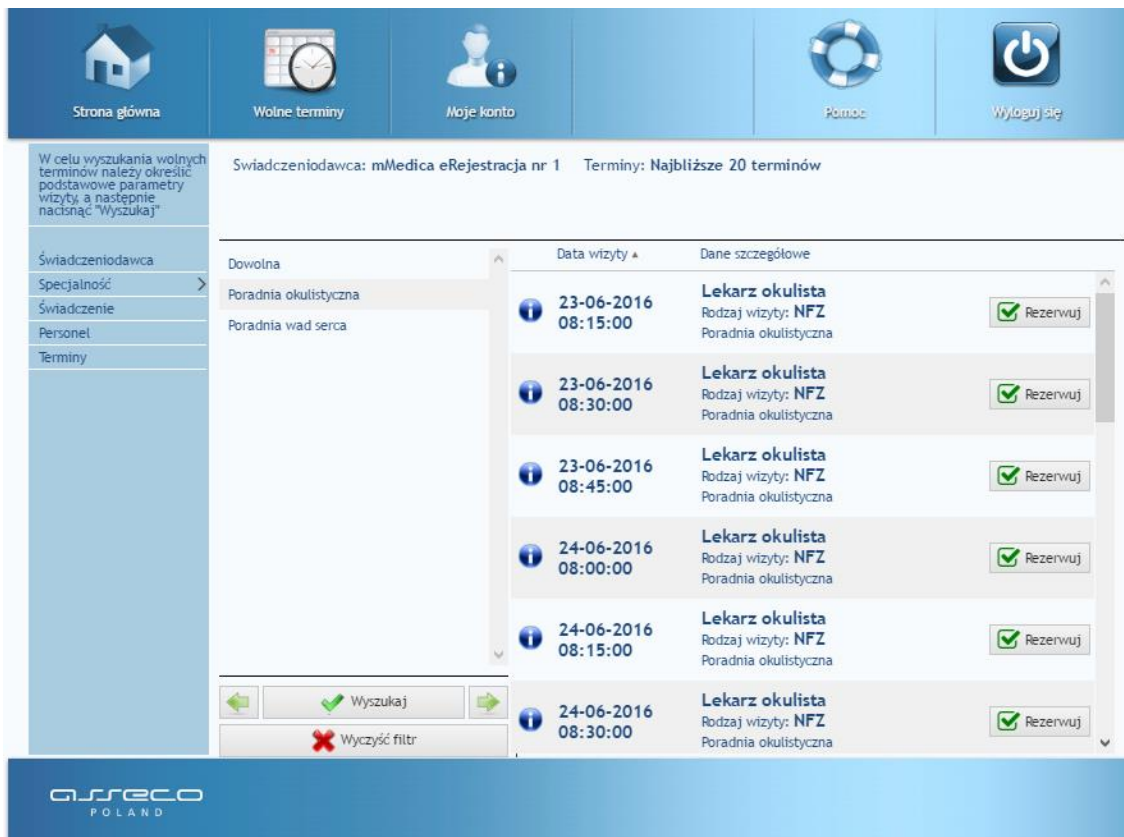 Strona główna
Wolne terminy
Moje konto
Pomoc
Wyloguj się
W celu wyszukania wolnych
terminów należy określić
podstawowe parametry
wizyty, a następnie
nacisnąć "Wyszukaj"
Świadczeniodawca
Specjalność
Świadczenie
Personel
Terminy
Swiadczeniodawca: mMedica eRejestracja nr 1 Terminy: Najbliższe 20 terminów
Dowolna
Poradnia okulistyczna
Poradnia wad serca
Wyszukaj
Wyczyść filtr
Data wizyty Dane szczegółowe
23-06-2016
08:15:00
Lekarz okulista
Rodzaj wizyty: NFZ
Poradnia okulistyczna
Rezerwuj
23-06-2016
08:30:00
Lekarz okulista
Rodzaj wizyty: NFZ
Poradnia okulistyczna
Rezerwuj
23-06-2016
08:45:00
Lekarz okulista
Rodzaj wizyty: NFZ
Poradnia okulistyczna
Rezerwuj
24-06-2016
08:00:00
Lekarz okulista
Rodzaj wizyty: NFZ
Poradnia okulistyczna
Rezerwuj
24-06-2016
08:15:00
Lekarz okulista
Rodzaj wizyty: NFZ
Poradnia okulistyczna
Rezerwuj
24-06-2016
08:30:00
Lekarz okulista
Rodzaj wizyty: NFZ
Poradnia okulistyczna
Rezerwuj
asseco
POLAND